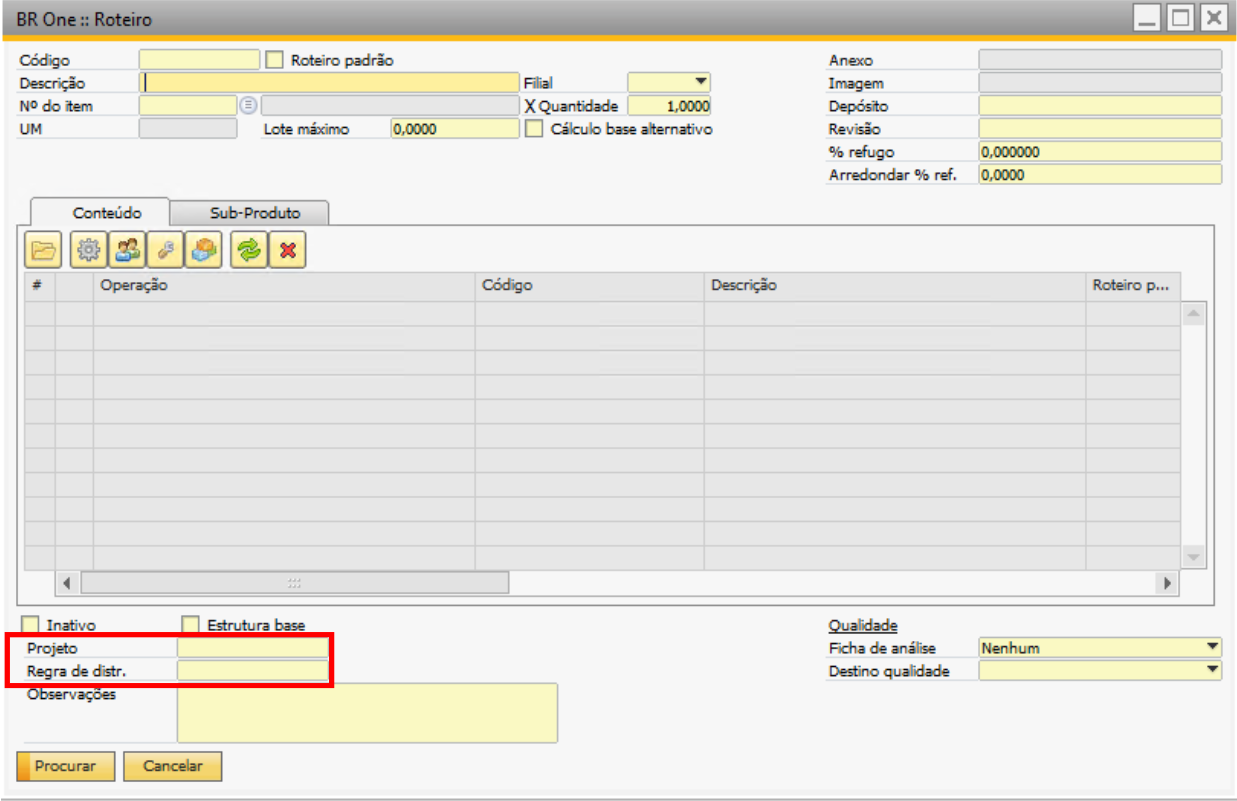 BR One :: Roteiro
Código Roteiro padrão Anexo
Descrição Filial Imagem
Nº do item X Quantidade 1,0000 Depósito
UM Lote máximo 0,0000 Cálculo base alternativo Revisão
% refugo 0,000000
Arredondar % ref. 0,0000
Conteúdo Sub-Produto
# Operação Código Descrição Roteiro p...
Inativo Estrutura base Qualidade
Projeto Ficha de análise Nenhum
Regra de distr. Destino qualidade
Observações
Procurar Cancelar